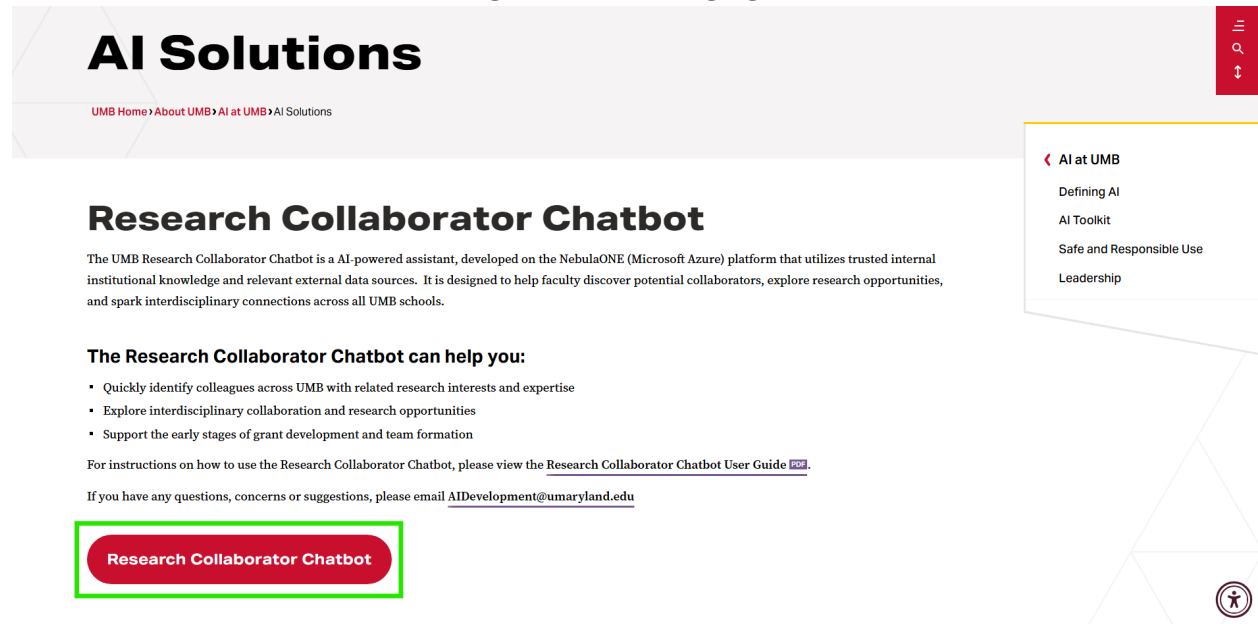 AI Solutions
UMB Home › About UMB › AI at UMB › AI Solutions
AI at UMB
Defining AI
AI Toolkit
Safe and Responsible Use
Leadership
Research Collaborator Chatbot
The UMB Research Collaborator Chatbot is a AI-powered assistant, developed on the NebulaONE (Microsoft Azure) platform that utilizes trusted internal
institutional knowledge and relevant external data sources.  It is designed to help faculty discover potential collaborators, explore research opportunities,
and spark interdisciplinary connections across all UMB schools.
The Research Collaborator Chatbot can help you:
▪ Quickly identify colleagues across UMB with related research interests and expertise
▪ Explore interdisciplinary collaboration and research opportunities
▪ Support the early stages of grant development and team formation
For instructions on how to use the Research Collaborator Chatbot, please view the Research Collaborator Chatbot User Guide PDF.
If you have any questions, concerns or suggestions, please email AIDevelopment@umaryland.edu
Research Collaborator Chatbot